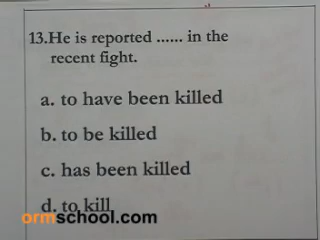 13.He is reported ...... in the
recent fight.
a. to have been killed
b. to be killed
c. has been killed
d. to kill
ormschool.com